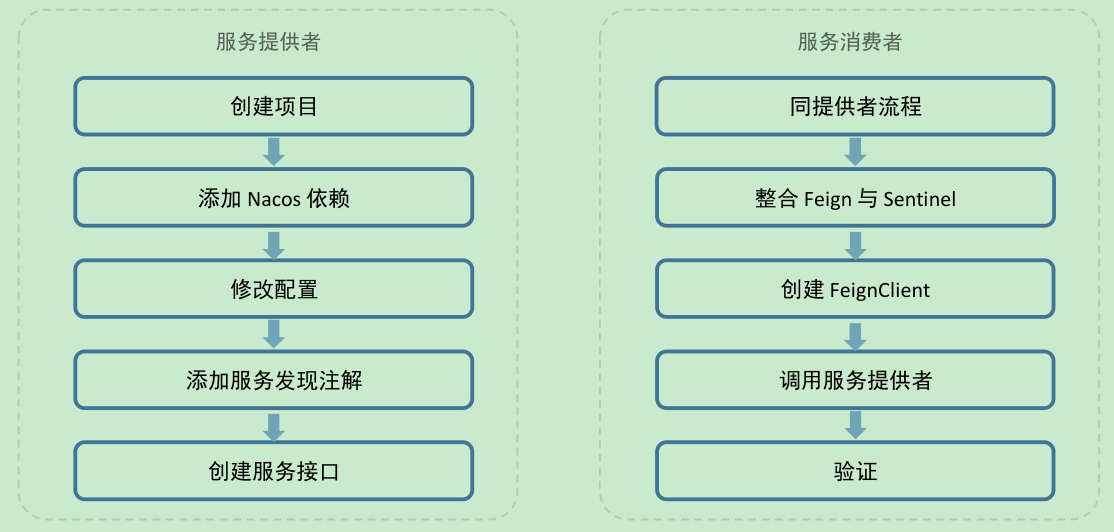 服务提供者
创建项目
添加 Nacos 依赖
修改配置
添加服务发现注解
创建服务接口
服务消费者
同提供者流程
整合 Feign 与 Sentinel
创建 FeignClient
调用服务提供者
验证